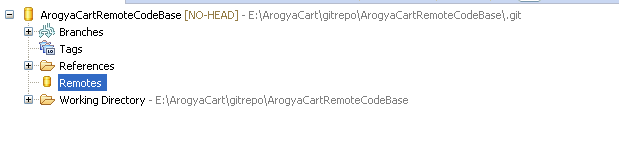 ArogyaCartRemoteCodeBase [NO-HEAD] - E:\ArogyaCart\gitrepo\ArogyaCartRemoteCodeBase\.git
Branches
Tags
References
Remotes
Working Directory - E:\ArogyaCart\gitrepo\ArogyaCartRemoteCodeBase